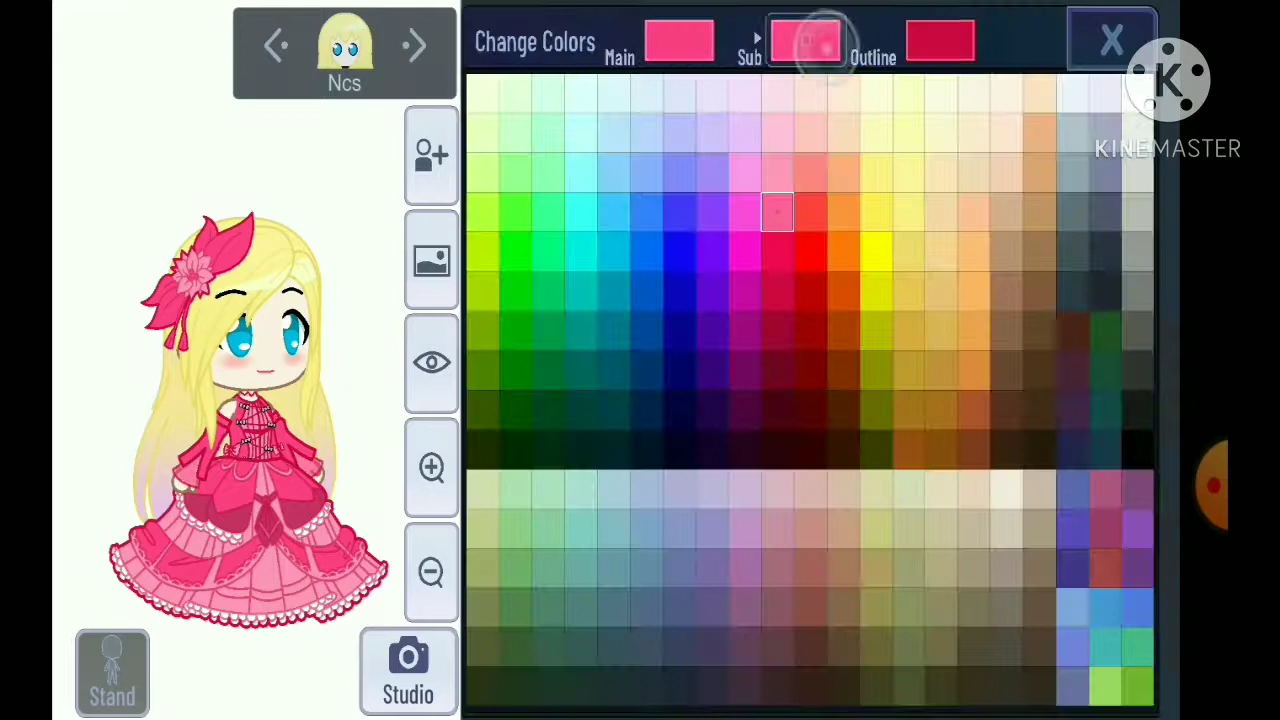 Ncs
Change Colors
Main
Sub
Outline
X
K
KINEMASTER
Stand
Studio